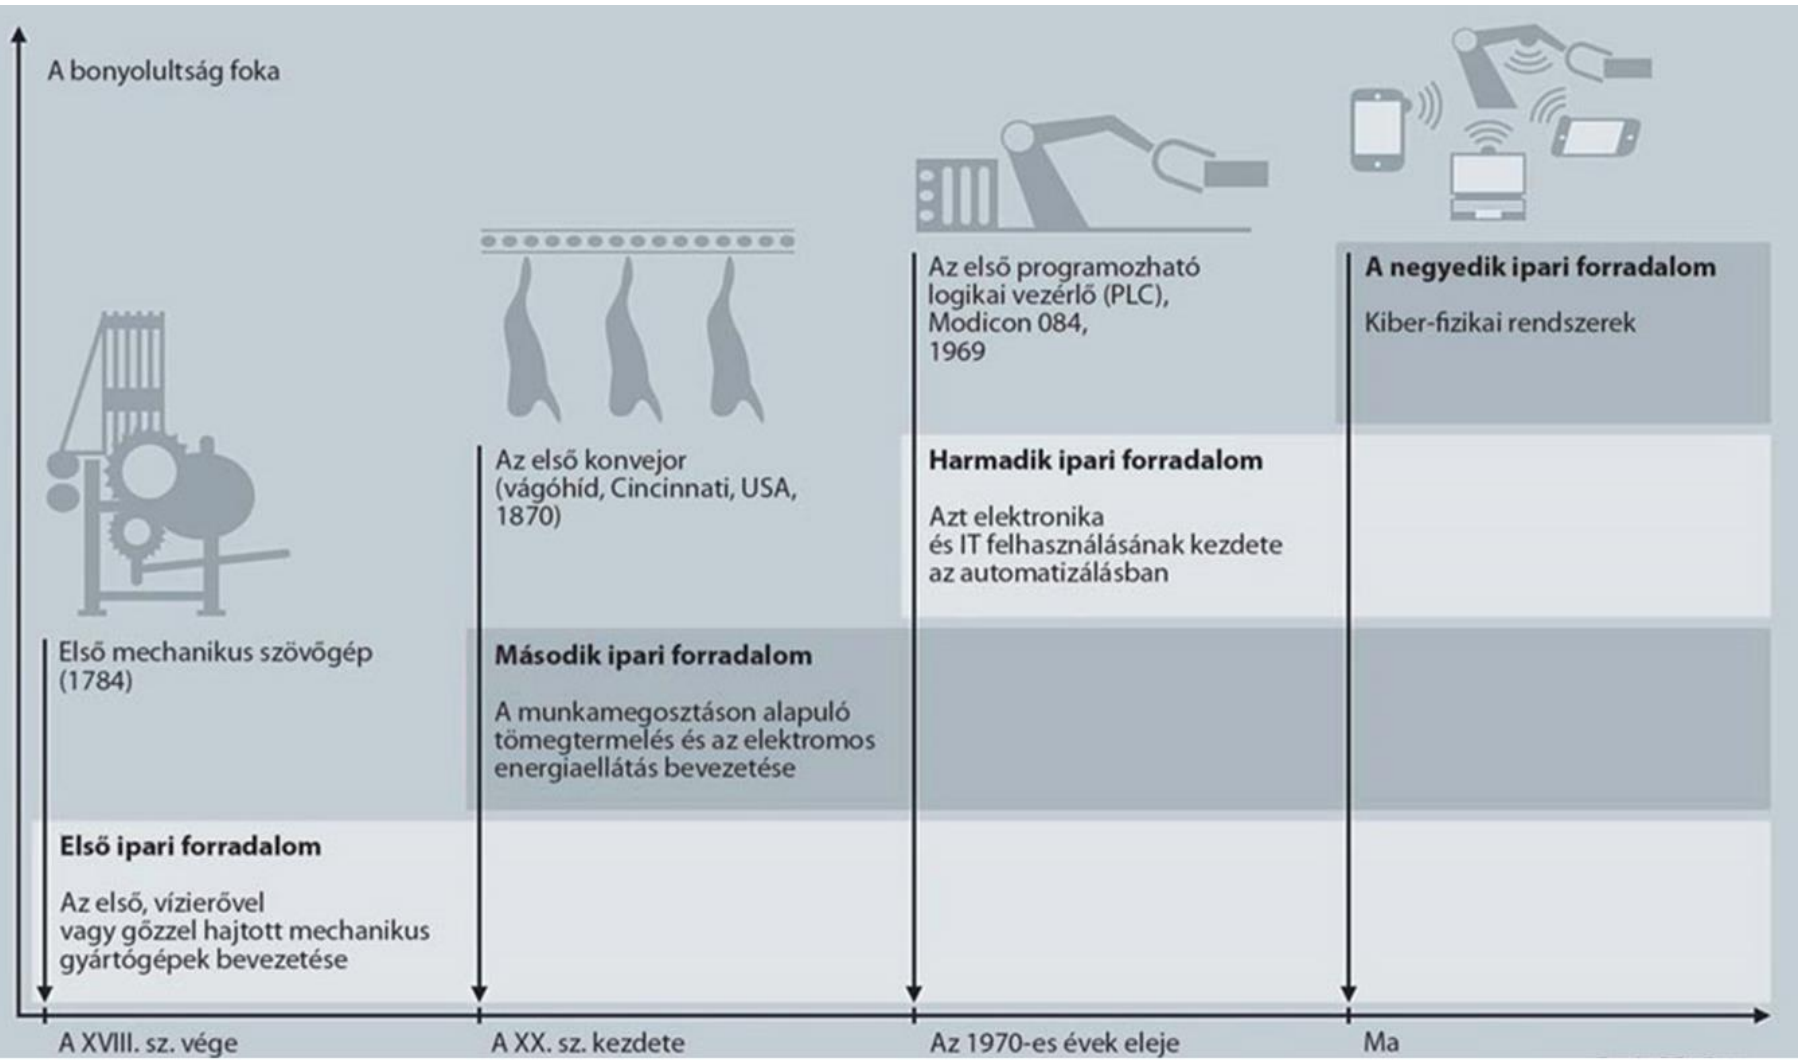 A bonyolultság foka
Első mechanikus szövőgép
(1784)
Első ipari forradalom
Az első, vízierővel
vagy gőzzel hajtott mechanikus
gyártógépek bevezetése
Az első konvejor
(vágóhíd, Cincinnati, USA,
1870)
Második ipari forradalom
A munkamegosztáson alapuló
tömegtermelés és az elektromos
energiaellátás bevezetése
Az első programozható
logikai vezérlő (PLC),
Modicon 084,
1969
Harmadik ipari forradalom
Azt elektronika
és IT felhasználásának kezdete
az automatizálásban
A negyedik ipari forradalom
Kiber-fizikai rendszerek
A XVIII. sz. vége
A XX. sz. kezdete
Az 1970-es évek eleje
Ma